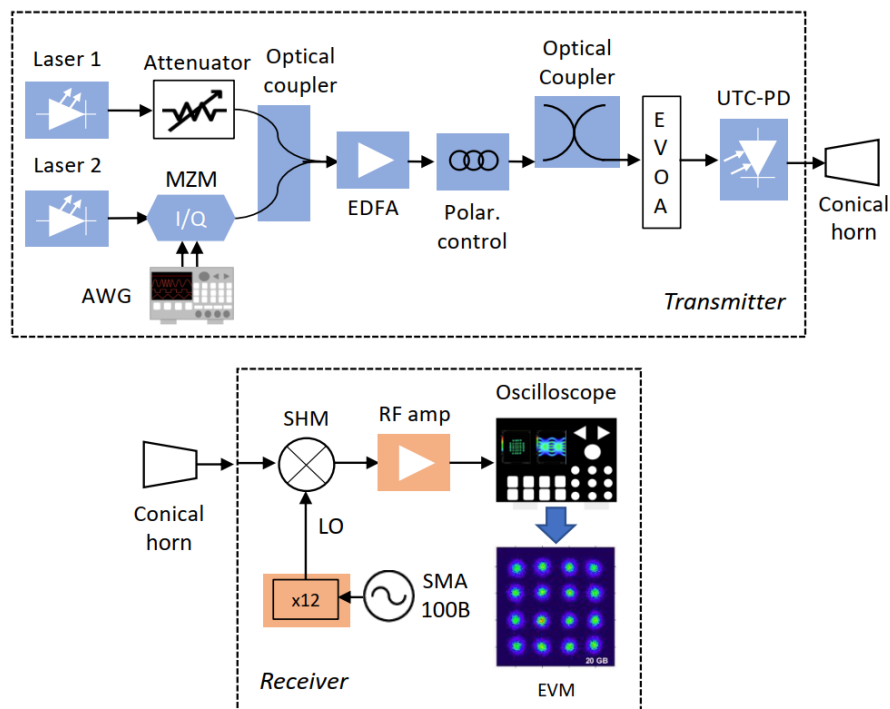 Laser 1
Attenuator
Optical
coupler
Optical
Coupler
UTC-PD
E
V
O
A
Laser 2
MZM
I/Q
EDFA
Polar.
control
Conical
horn
AWG
Transmitter
SHM
RF amp
Oscilloscope
Conical
horn
LO
x12
SMA
100B
20 GB
Receiver
EVM